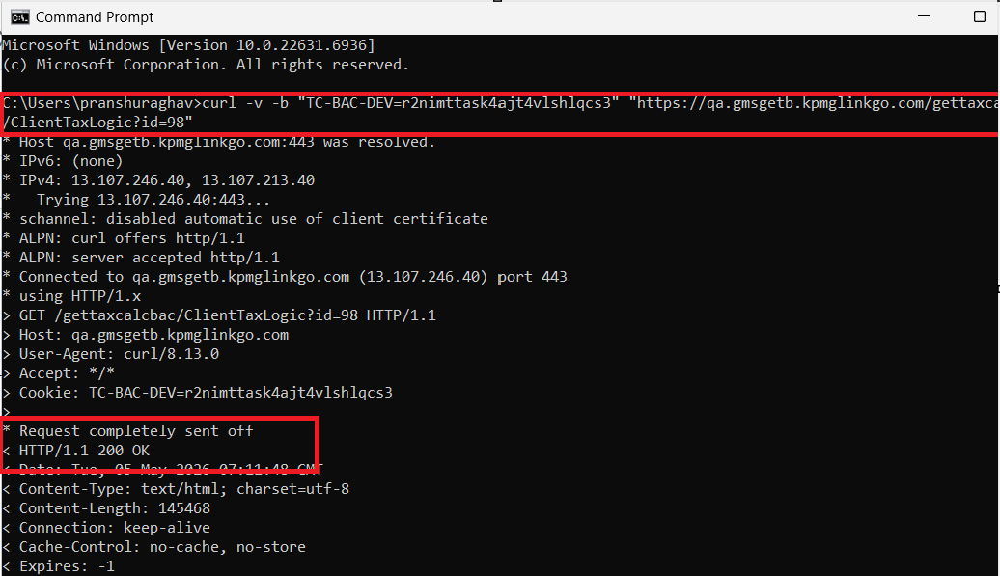 Command Prompt
Microsoft Windows [Version 10.0.22631.6936]
(c) Microsoft Corporation. All rights reserved.
C:\Users\pranshuraghav>curl -v -b "TC-BAC-DEV=r2nimttask4ajt4vlshlqcs3" "https://qa.gmsgetb.kpmglinkgo.com/gettaxca
/ClientTaxLogic?id=98"
* Host qa.gmsgetb.kpmglinkgo.com:443 was resolved.
* IPv6: (none)
* IPv4: 13.107.246.40, 13.107.213.40
*   Trying 13.107.246.40:443...
* schannel: disabled automatic use of client certificate
* ALPN: curl offers http/1.1
* ALPN: server accepted http/1.1
* Connected to qa.gmsgetb.kpmglinkgo.com (13.107.246.40) port 443
* using HTTP/1.x
> GET /gettaxcalcbac/ClientTaxLogic?id=98 HTTP/1.1
> Host: qa.gmsgetb.kpmglinkgo.com
> User-Agent: curl/8.13.0
> Accept: */*
> Cookie: TC-BAC-DEV=r2nimttask4ajt4vlshlqcs3
>
* Request completely sent off
< HTTP/1.1 200 OK
< Date: Tue, 05 May 2026 07:11:48 GMT
< Content-Type: text/html; charset=utf-8
< Content-Length: 145468
< Connection: keep-alive
< Cache-Control: no-cache, no-store
< Expires: -1